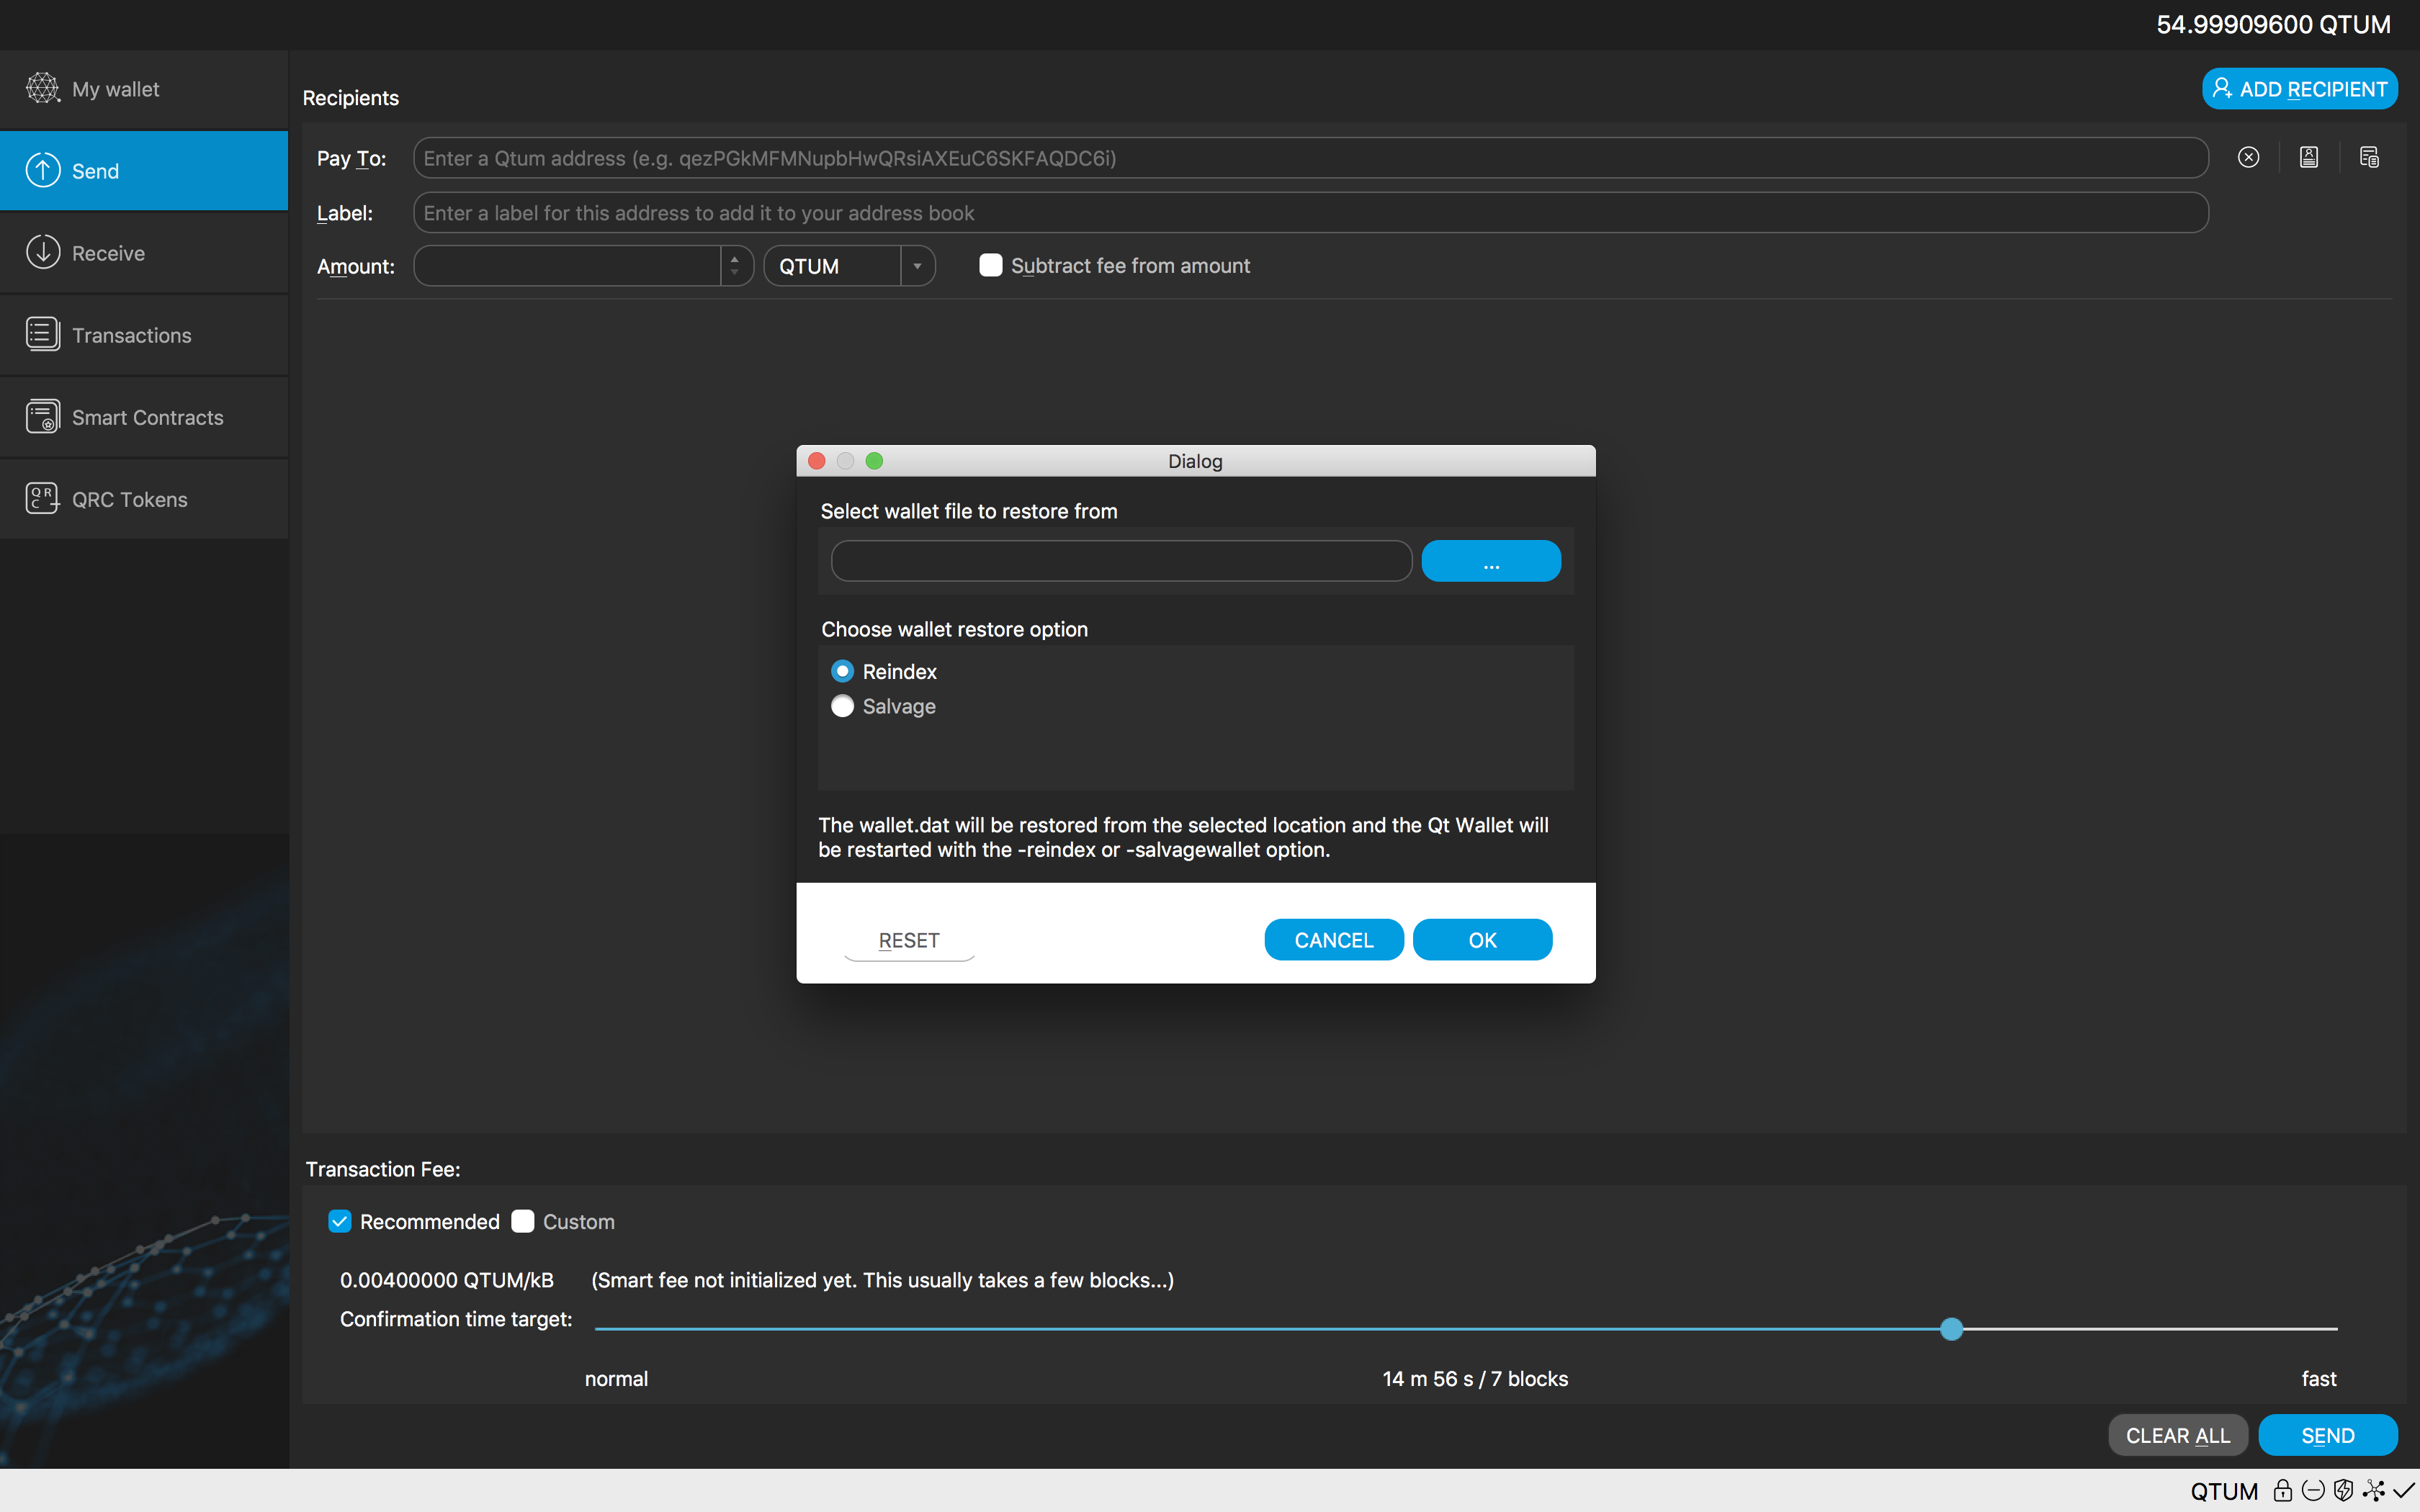 54.99909600 QTUM
My wallet
Send
Receive
Transactions
Smart Contracts
QRC
QRC Tokens
Recipients
ADD RECIPIENT
Pay To:
Enter a Qtum address (e.g. qezPGkMFMNupbHwQRsiAXEuC6SKFAQDC6i)
Label:
Enter a label for this address to add it to your address book
Amount:
QTUM
Subtract fee from amount
Dialog
Select wallet file to restore from
...
Choose wallet restore option
Reindex
Salvage
The wallet.dat will be restored from the selected location and the Qt Wallet will
be restarted with the -reindex or -salvagewallet option.
RESET
CANCEL
OK
Transaction Fee:
Recommended
Custom
0.00400000 QTUM/kB
(Smart fee not initialized yet. This usually takes a few blocks...)
Confirmation time target:
normal
14 m 56 s / 7 blocks
fast
CLEAR ALL
SEND
QTUM